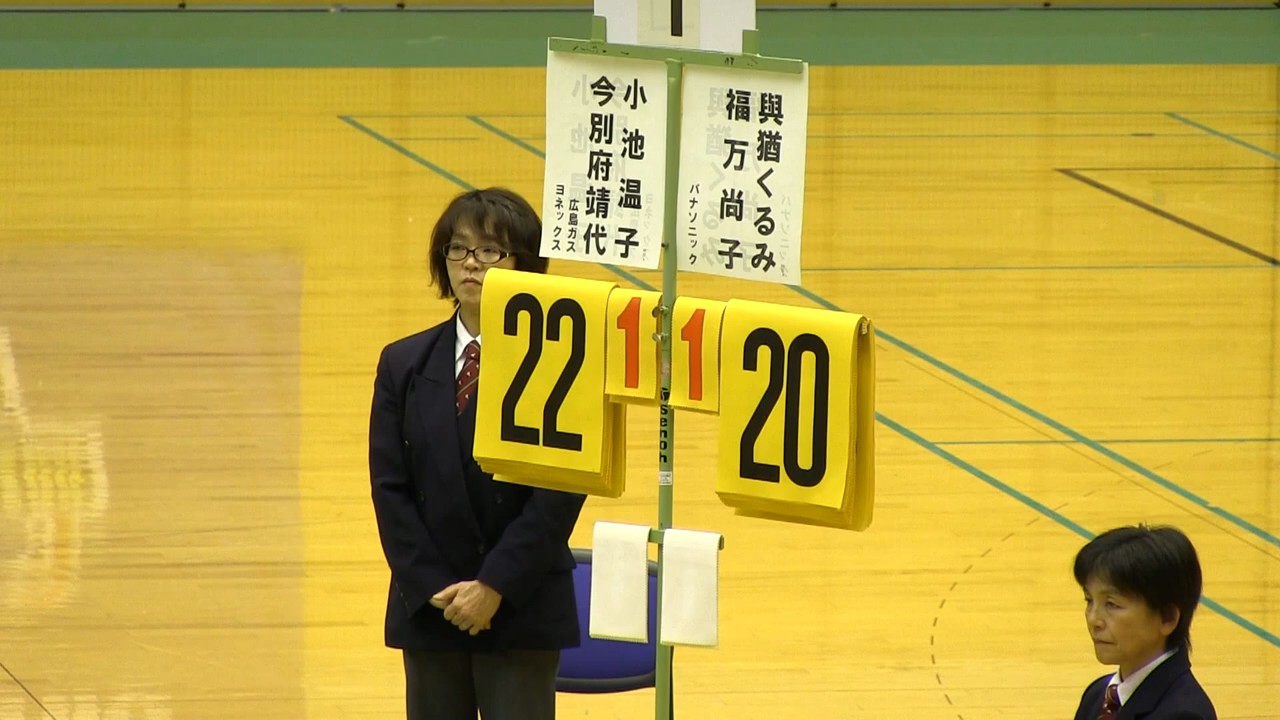 小池温子
今別府靖代
広島ガス
ヨネックス
與猶くるみ
福万尚子
パナソニック
22
1
1
20
senoh